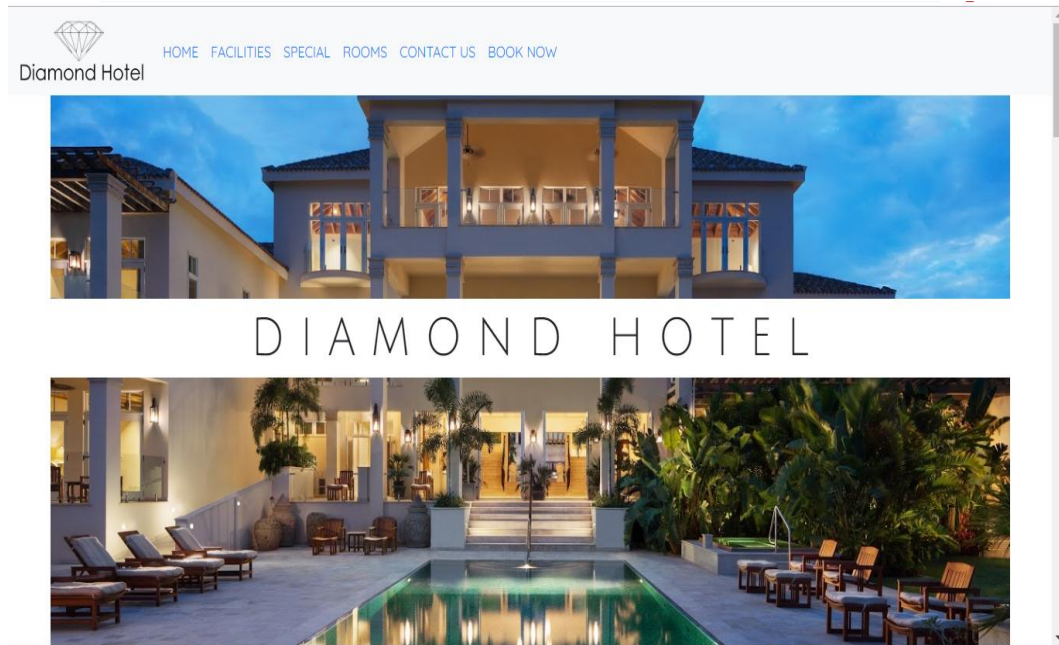 Diamond Hotel
HOME FACILITIES SPECIAL ROOMS CONTACT US BOOK NOW
DIAMOND HOTEL